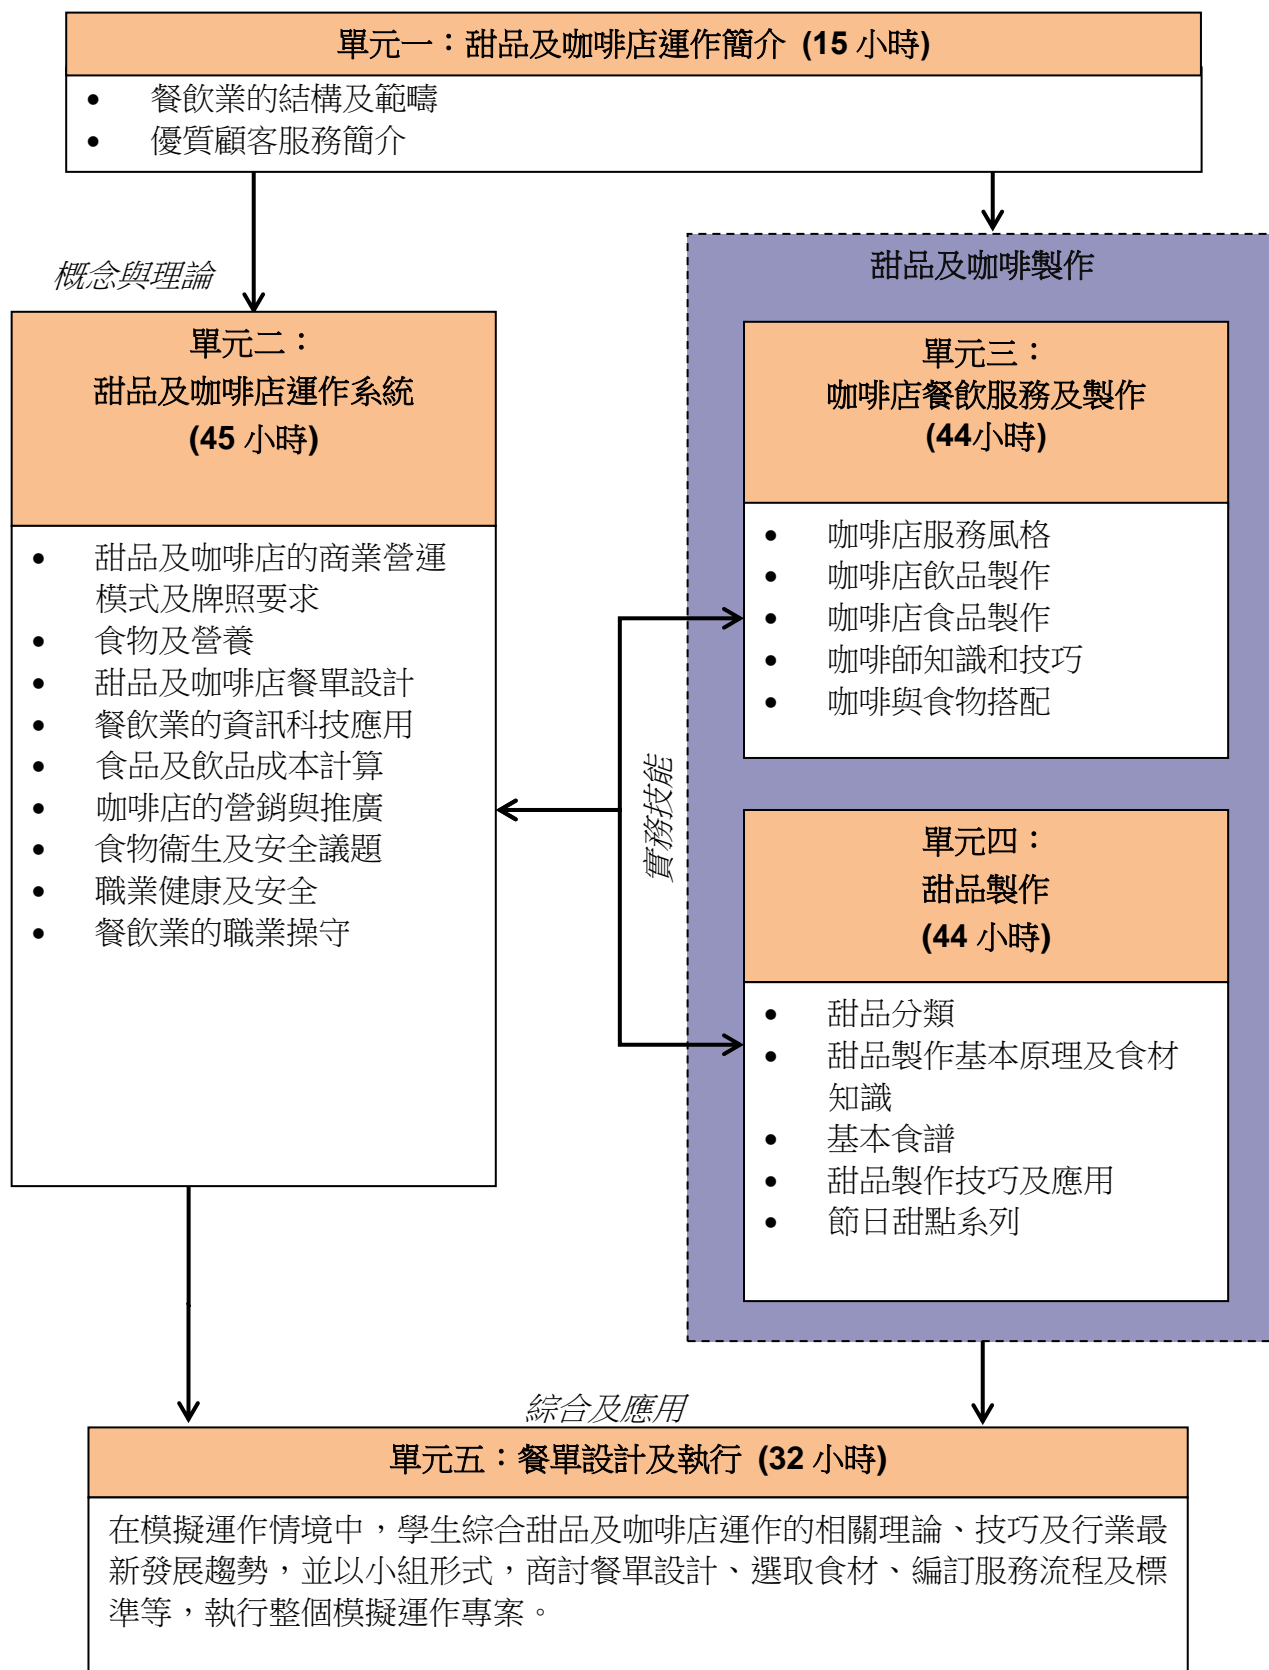 單元一：甜品及咖啡店運作簡介 (15 小時)
• 餐飲業的結構及範疇
• 優質顧客服務簡介
概念與理論
單元二：
甜品及咖啡店運作系統
(45 小時)
• 甜品及咖啡店的商業營運
模式及牌照要求
• 食物及營養
• 甜品及咖啡店餐單設計
• 餐飲業的資訊科技應用
• 食品及飲品成本計算
• 咖啡店的營銷與推廣
• 食物衞生及安全議題
• 職業健康及安全
• 餐飲業的職業操守
實務技能
甜品及咖啡製作
單元三：
咖啡店餐飲服務及製作
(44小時)
• 咖啡店服務風格
• 咖啡店飲品製作
• 咖啡店食品製作
• 咖啡師知識和技巧
• 咖啡與食物搭配
單元四：
甜品製作
(44 小時)
• 甜品分類
• 甜品製作基本原理及食材
知識
• 基本食譜
• 甜品製作技巧及應用
• 節日甜點系列
綜合及應用
單元五：餐單設計及執行 (32 小時)
在模擬運作情境中，學生綜合甜品及咖啡店運作的相關理論、技巧及行業最
新發展趨勢，並以小組形式，商討餐單設計、選取食材、編訂服務流程及標
準等，執行整個模擬運作專案。